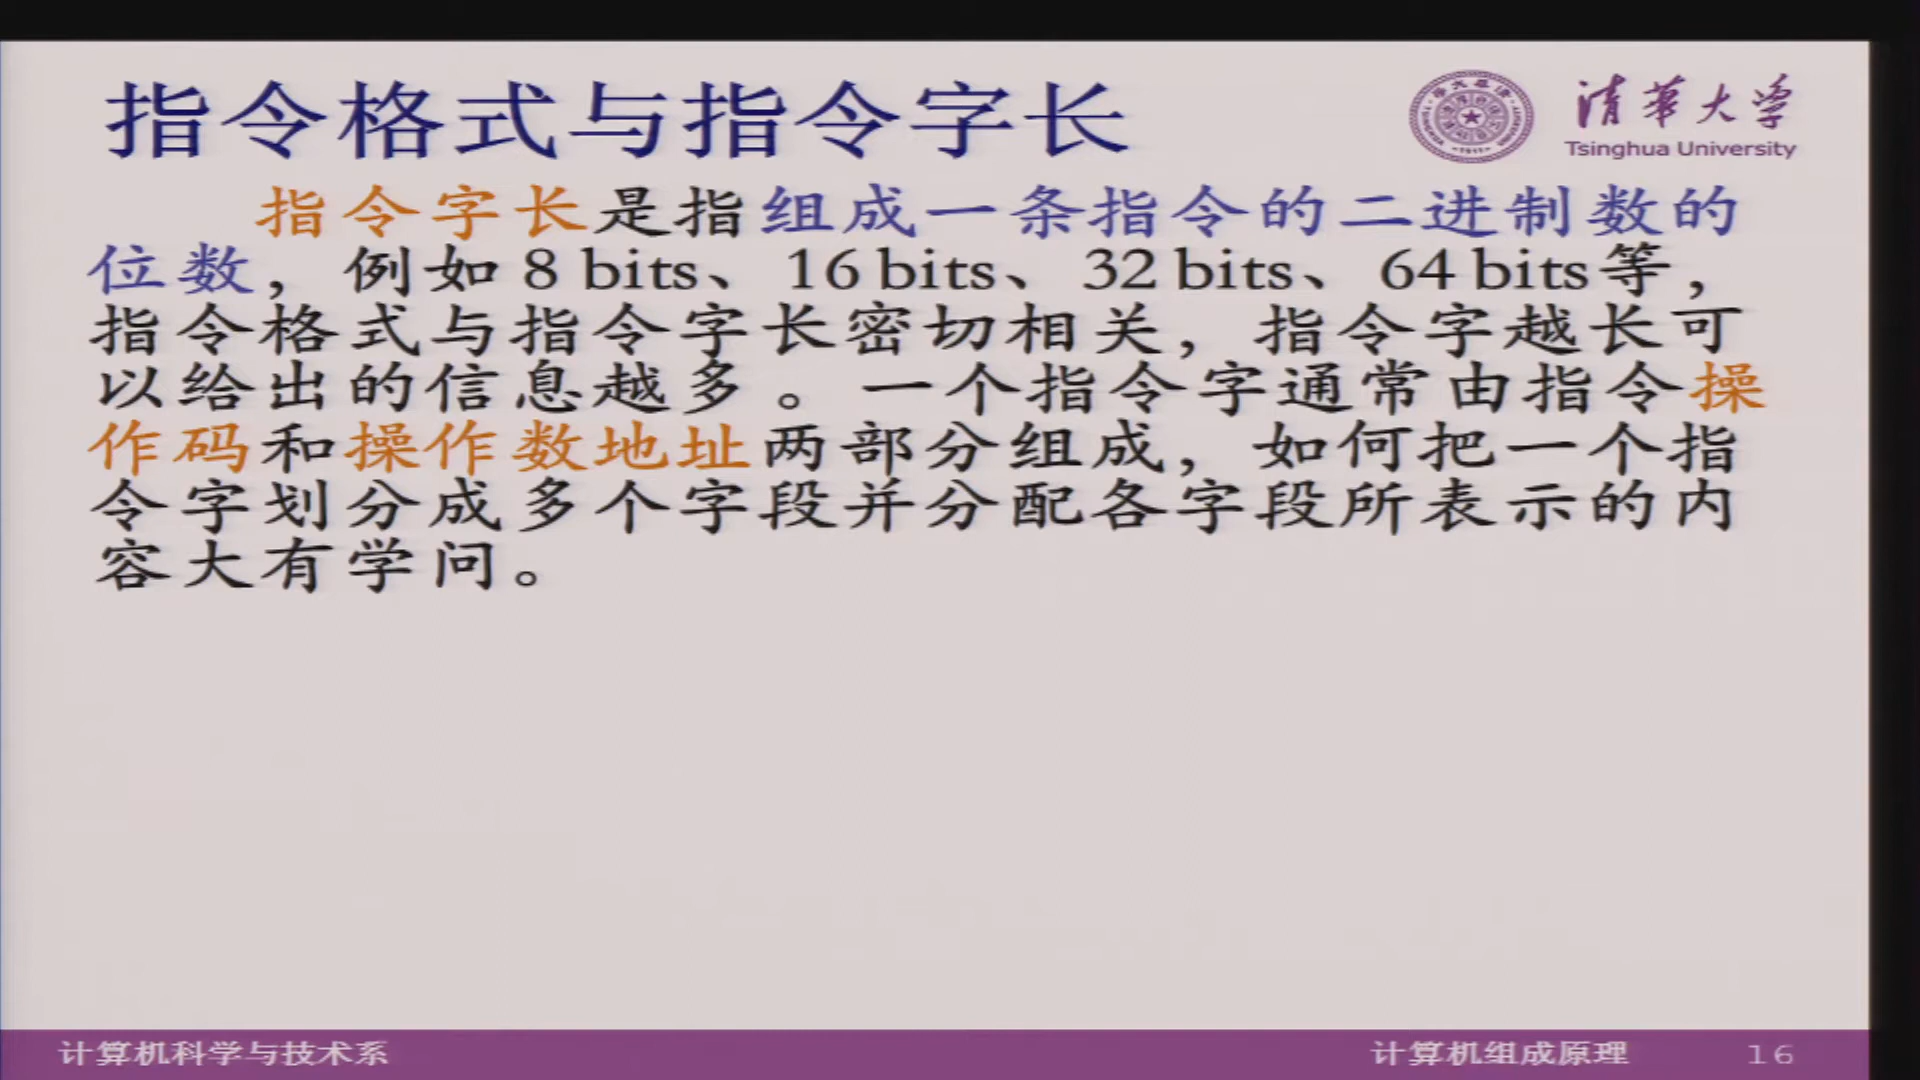 指令格式与指令字长
清华大学
Tsinghua University
指令字长是指组成一条指令的二进制数的
位数，例如 8 bits、16 bits、32 bits、64 bits等，
指令格式与指令字长密切相关，指令字越长可
以给出的信息越多。一个指令字通常由指令操
作码和操作数地址两部分组成，如何把一个指
令字划分成多个字段并分配各字段所表示的内
容大有学问。
计算机科学与技术系
计算机组成原理
16